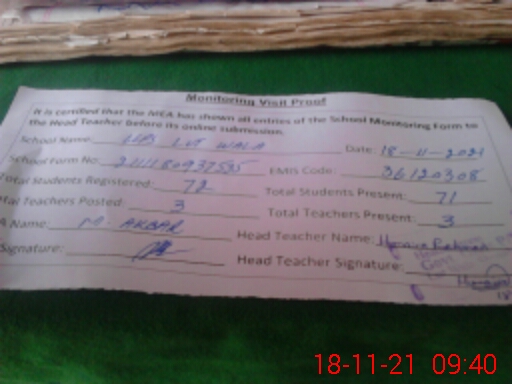 Monitoring Visit Proof
It is certified that the MEA has shown all entries of the School Monitoring Form to
the Head Teacher before its online submission.
School Name: LUT WALA Date: 18-11-2021
School Form No: EMIS Code: 36120308
Total Students Registered: 72 Total Students Present: 71
Total Teachers Posted: 3 Total Teachers Present: 3
A Name: M. AKBAR Head Teacher Name:
Signature: Head Teacher Signature:
18-11-21 09:40